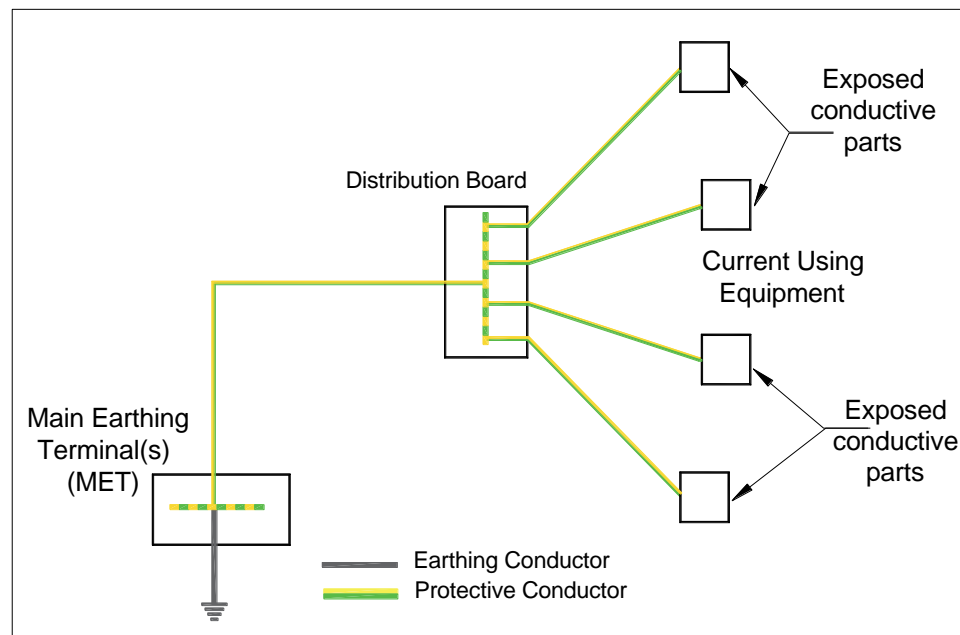 Exposed
conductive
parts
Distribution Board
Current Using
Equipment
Main Earthing
Terminal(s)
(MET)
Exposed
conductive
parts
Earthing Conductor
Protective Conductor